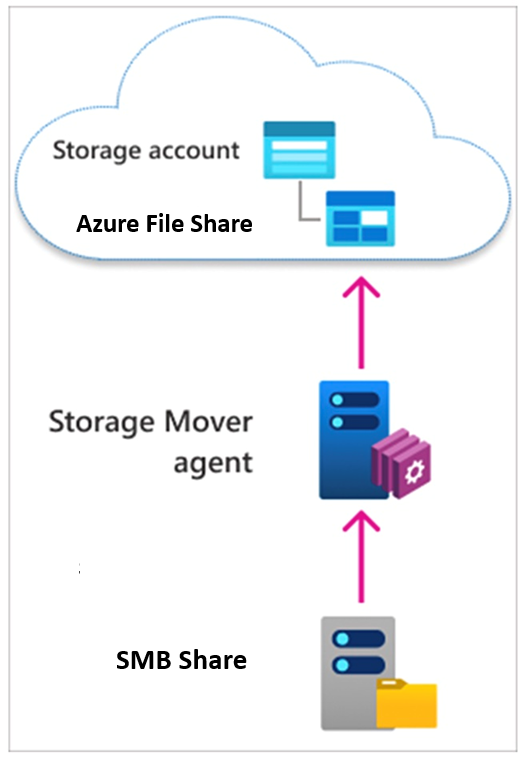 Storage account
Azure File Share
Storage Mover
agent
SMB Share